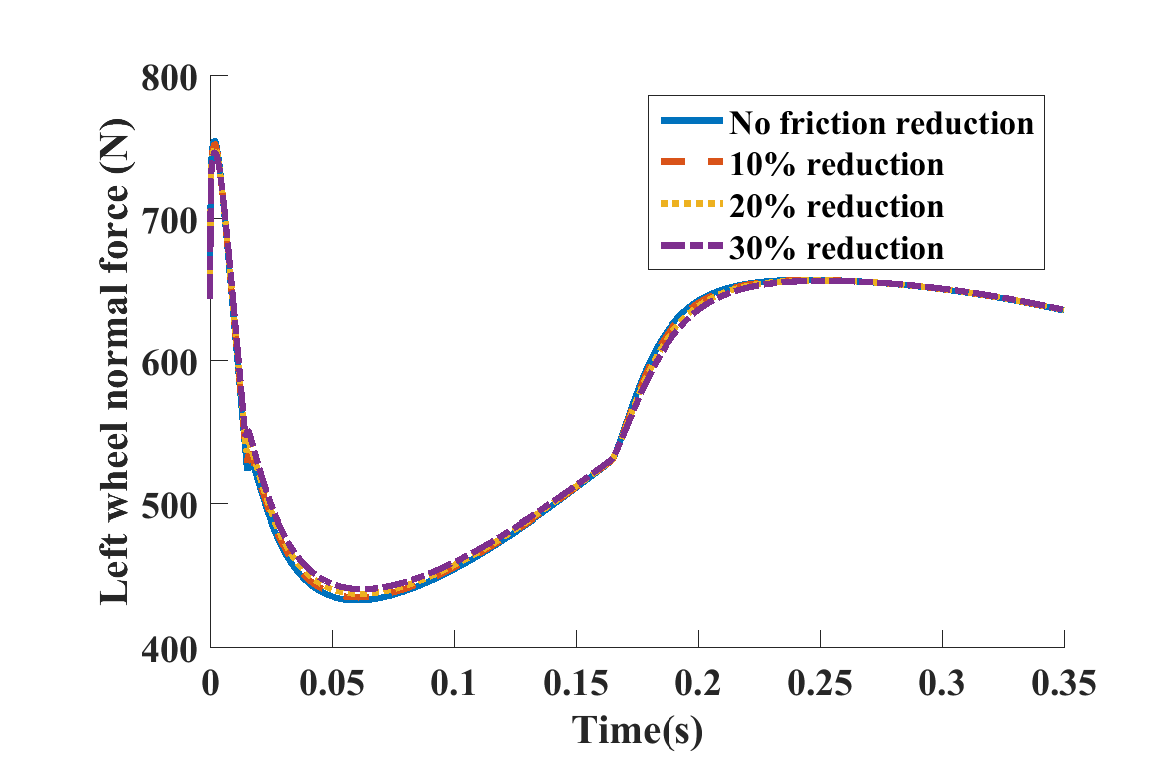 Left wheel normal force (N)
800
700
600
500
400
No friction reduction
10% reduction
20% reduction
30% reduction
0 0.05 0.1 0.15 0.2 0.25 0.3 0.35
Time(s)